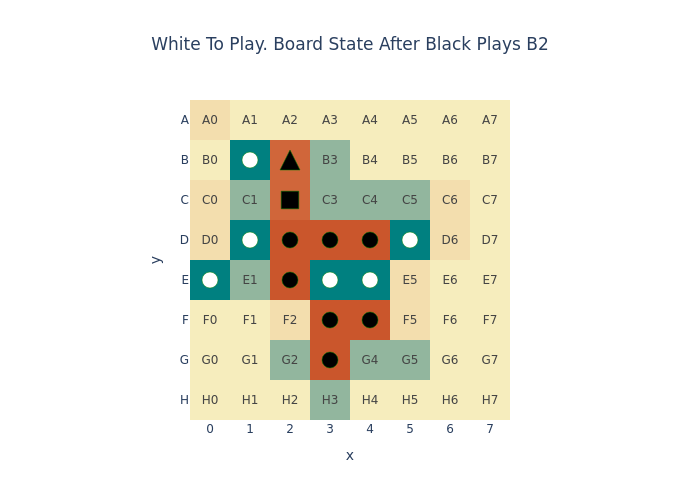 White To Play. Board State After Black Plays B2
A A0 A1 A2 A3 A4 A5 A6 A7
B B0 B3 B4 B5 B6 B7
C C0 C1 C3 C4 C5 C6 C7
D D0 D6 D7
E E1 E5 E6 E7
F F0 F1 F2 F5 F6 F7
G G0 G1 G2 G4 G5 G6 G7
H H0 H1 H2 H3 H4 H5 H6 H7
0 1 2 3 4 5 6 7
x
y